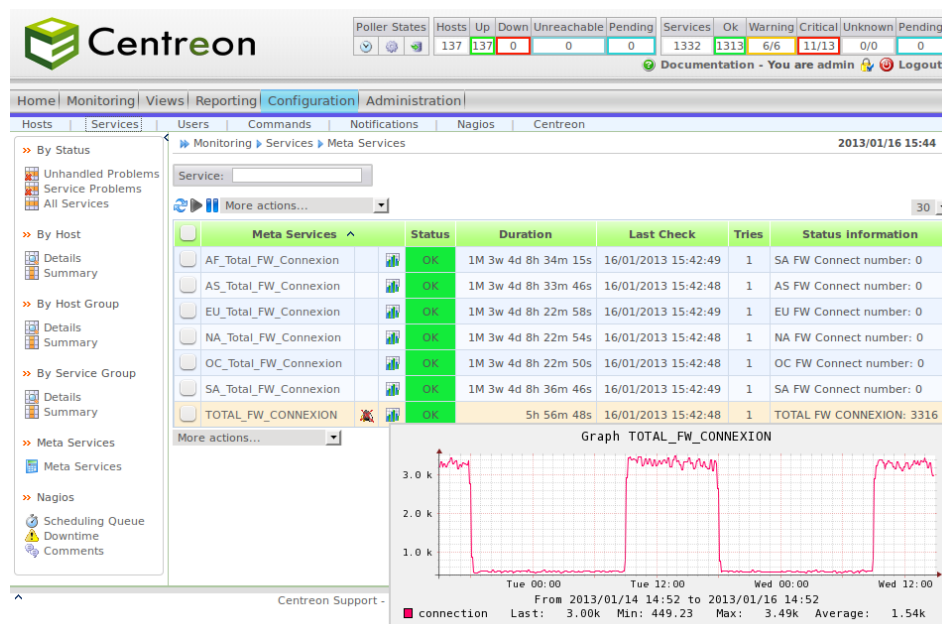 Centreon
Poller States Hosts Up Down Unreachable Pending Services Ok Warning Critical Unknown Pending
137 137 0 0 0 1332 1313 6/6 11/13 0/0 0
Documentation - You are admin Logout
Home Monitoring Views Reporting Configuration Administration
Hosts | Services | Users | Commands | Notifications | Nagios | Centreon
Monitoring Services Meta Services 2013/01/16 15:44
By Status
Unhandled Problems
Service Problems
All Services
By Host
Details
Summary
By Host Group
Details
Summary
By Service Group
Details
Summary
Meta Services
Meta Services
Nagios
Scheduling Queue
Downtime
Comments
Service:
More actions... 30
Meta Services Status Duration Last Check Tries Status information
AF_Total_FW_Connexion OK 1M 3w 4d 8h 34m 15s 16/01/2013 15:42:49 1 SA FW Connect number: 0
AS_Total_FW_Connexion OK 1M 3w 4d 8h 33m 46s 16/01/2013 15:42:48 1 AS FW Connect number: 0
EU_Total_FW_Connexion OK 1M 3w 4d 8h 22m 58s 16/01/2013 15:42:49 1 EU FW Connect number: 0
NA_Total_FW_Connexion OK 1M 3w 4d 8h 22m 54s 16/01/2013 15:42:48 1 NA FW Connect number: 0
OC_Total_FW_Connexion OK 1M 3w 4d 8h 22m 50s 16/01/2013 15:42:48 1 OC FW Connect number: 0
SA_Total_FW_Connexion OK 1M 3w 4d 8h 36m 46s 16/01/2013 15:42:49 1 SA FW Connect number: 0
TOTAL_FW_CONNEXION OK 5h 56m 48s 16/01/2013 15:42:48 1 TOTAL FW CONNEXION: 3316
More actions...
Graph TOTAL_FW_CONNEXION
3.0 k
2.0 k
1.0 k
Tue 00:00 Tue 12:00 Wed 00:00 Wed 12:00
From 2013/01/14 14:52 to 2013/01/16 14:52
connection Last: 3.00k Min: 449.23 Max: 3.49k Average: 1.54k
Centreon Support -